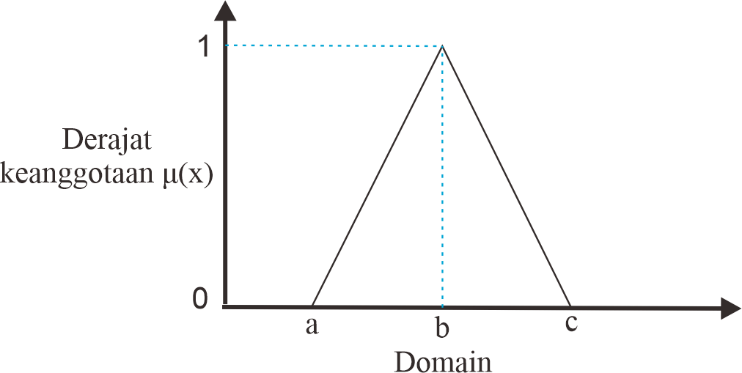 1
Derajat
keanggotaan μ(x)
0
a
b
c
Domain